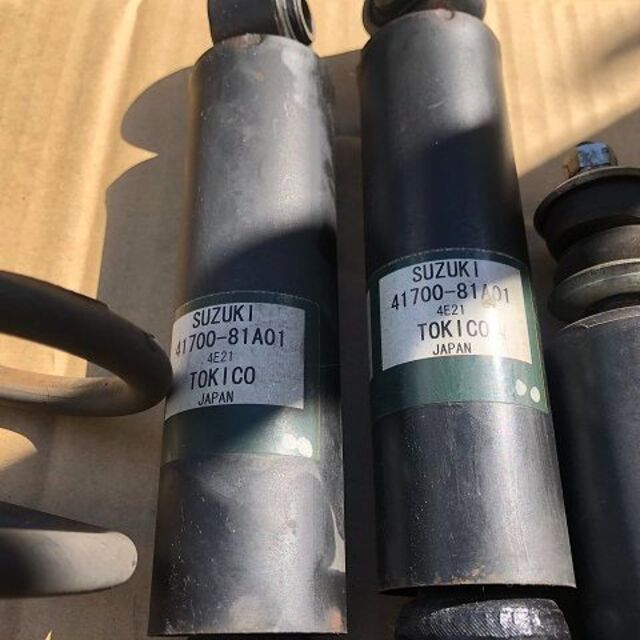 SUZUKI
41700-81A01
4E21
TOKICO
JAPAN
SUZUKI
41700-81A01
4E21
TOKICO
JAPAN